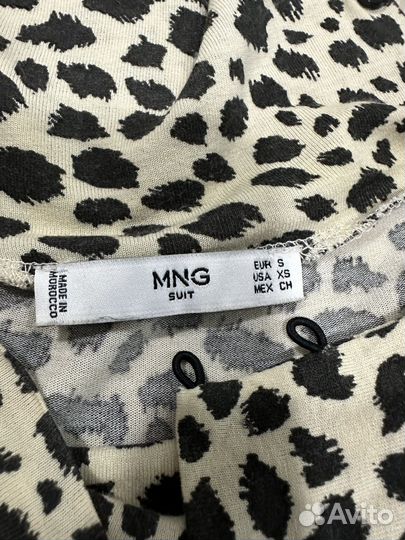 MADE IN
MOROCCO
MNG
SUIT
EUR S
USA XS
MEX CH
Avito